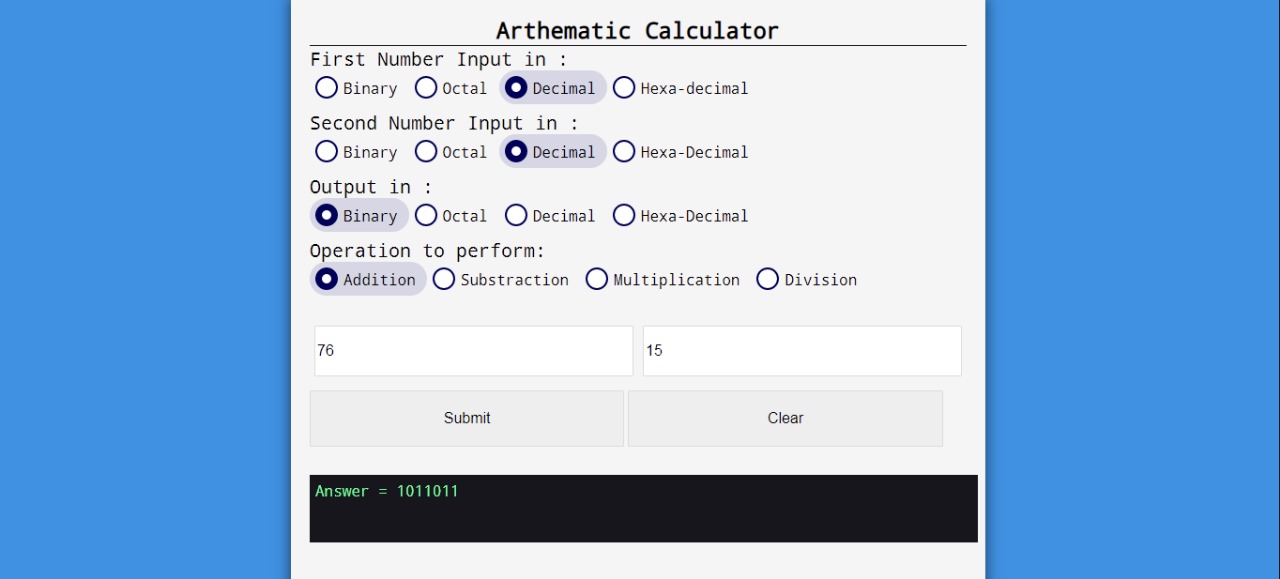 Arthematic Calculator
First Number Input in :
Binary Octal Decimal Hexa-decimal
Second Number Input in :
Binary Octal Decimal Hexa-Decimal
Output in :
Binary Octal Decimal Hexa-Decimal
Operation to perform:
Addition Substraction Multiplication Division
76 15
Submit Clear
Answer = 1011011